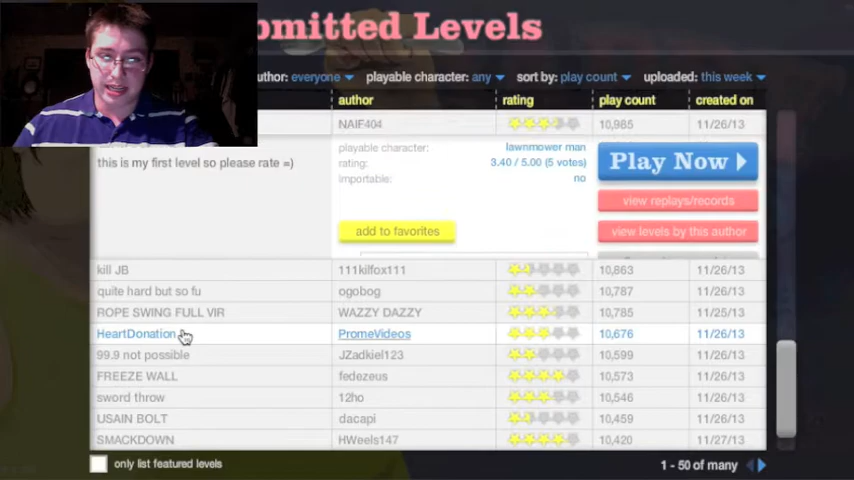 mitted Levels
author: everyone playable character: any sort by: play count uploaded: this week
author rating play count created on
NAIF404 10,985 11/26/13
this is my first level so please rate =)
playable character: lawnmower man
rating: 3.40 / 5.00 (5 votes)
importable: no
Play Now
view replays/records
add to favorites
view levels by this author
kill JB 111kilfox111 10,863 11/26/13
quite hard but so fu ogobog 10,787 11/26/13
ROPE SWING FULL VIR WAZZY DAZZY 10,785 11/25/13
HeartDonation PromeVideos 10,676 11/26/13
99.9 not possible JZadkiel123 10,599 11/26/13
FREEZE WALL fedezeus 10,573 11/26/13
sword throw 12ho 10,546 11/26/13
USAIN BOLT dacapi 10,459 11/26/13
SMACKDOWN HWeels147 10,420 11/27/13
only list featured levels 1 - 50 of many